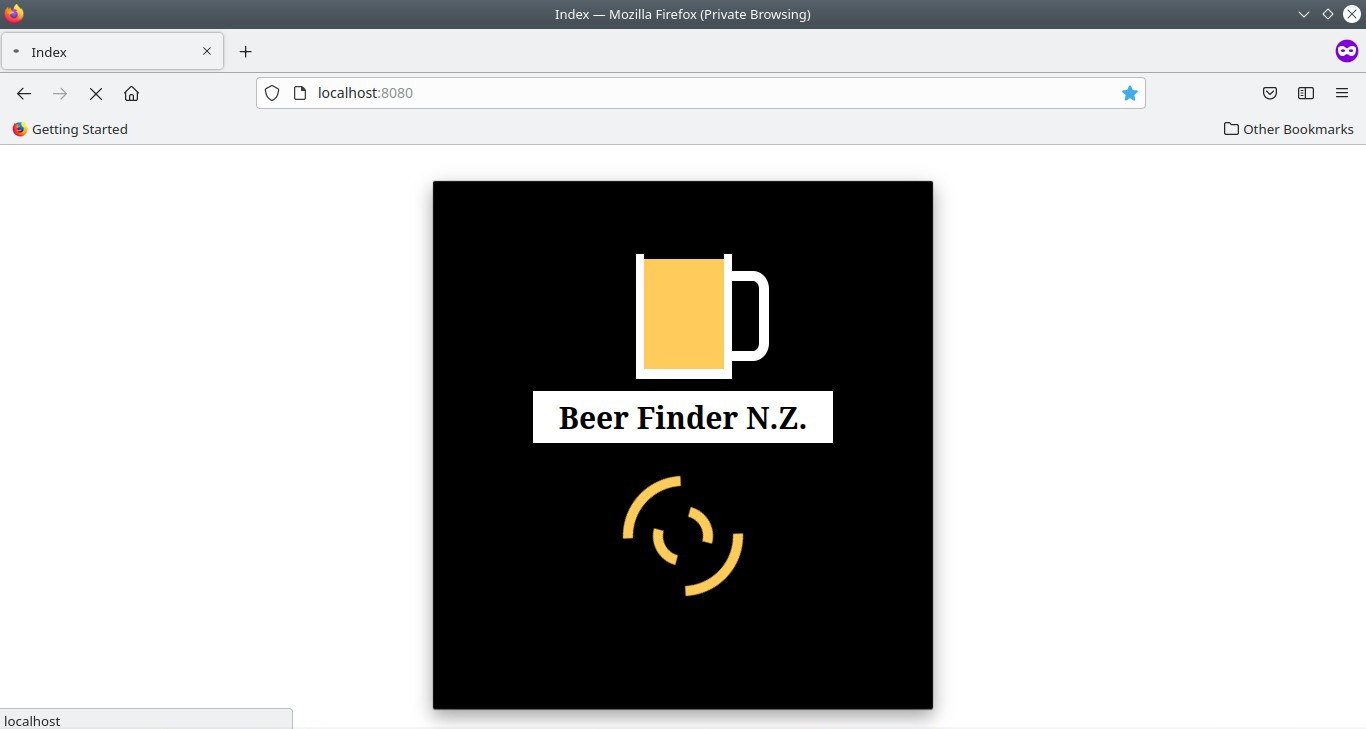 Index — Mozilla Firefox (Private Browsing)
Index
localhost:8080
Getting Started
Other Bookmarks
Beer Finder N.Z.
localhost